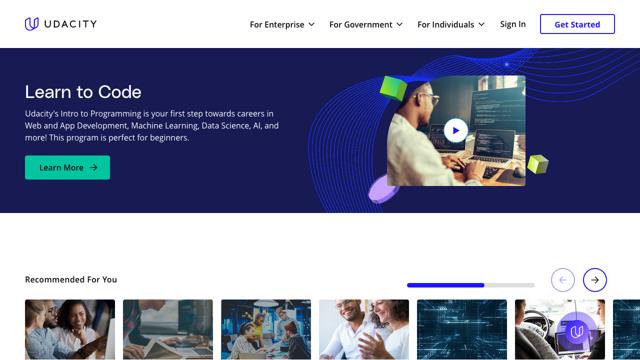 UDACITY
For Enterprise
For Government
For Individuals
Sign In
Get Started
Learn to Code
Udacity's Intro to Programming is your first step towards careers in
Web and App Development, Machine Learning, Data Science, AI, and
more! This program is perfect for beginners.
Learn More
Recommended For You